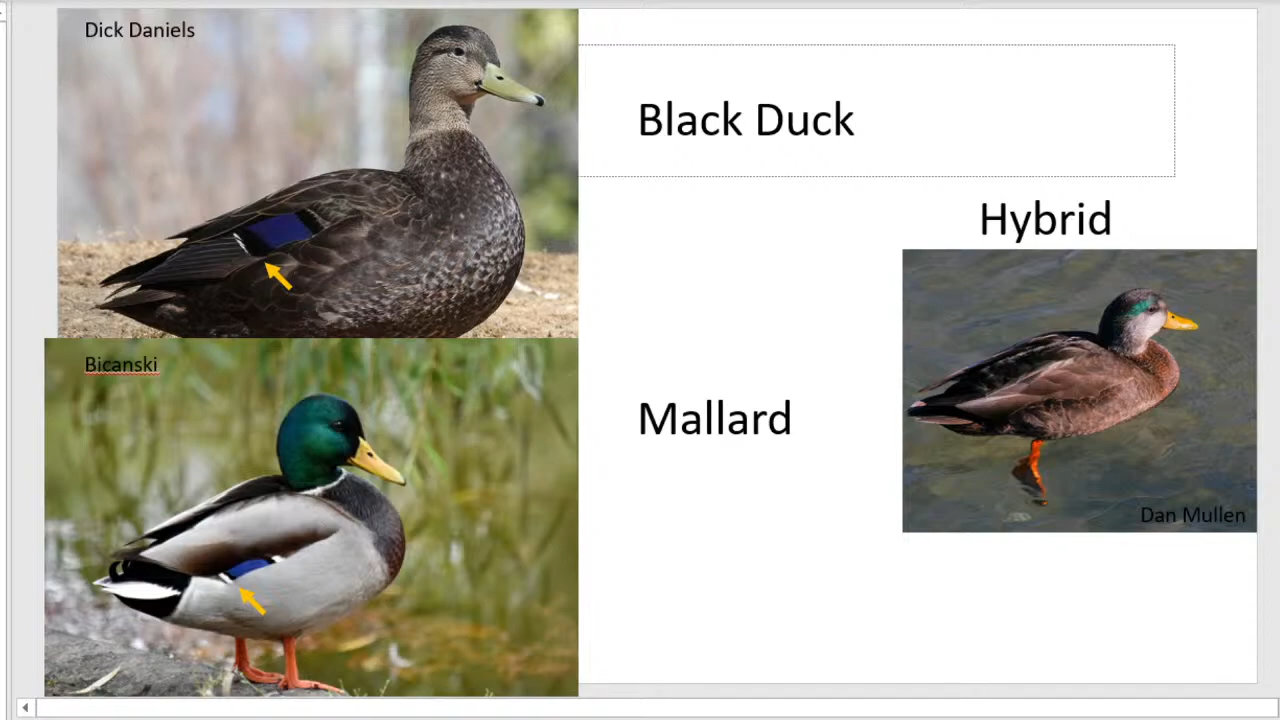 Dick Daniels
Black Duck
Hybrid
Bicanski
Mallard
Dan Mullen